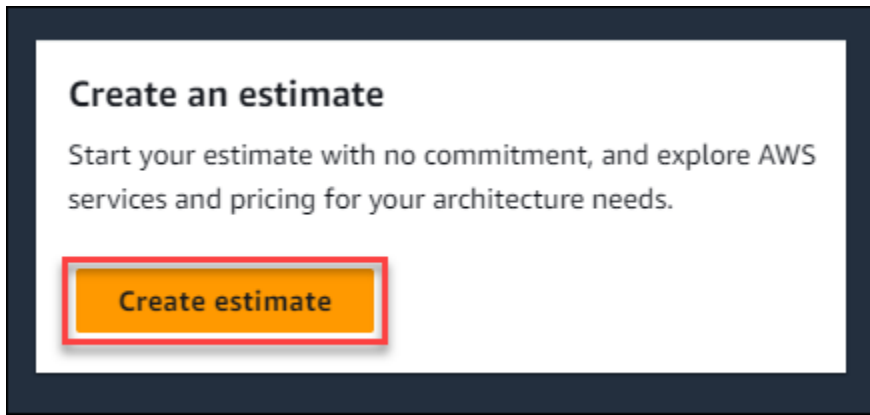 Create an estimate
Start your estimate with no commitment, and explore AWS
services and pricing for your architecture needs.
Create estimate